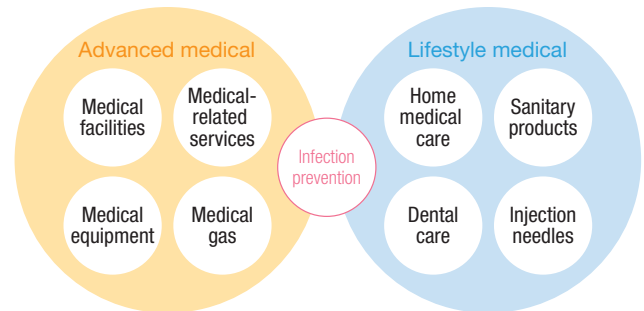 Advanced medical
Medical
facilities
Medical-
related
services
Medical
equipment
Medical
gas
Infection
prevention
Lifestyle medical
Home
medical
care
Sanitary
products
Dental
care
Injection
needles